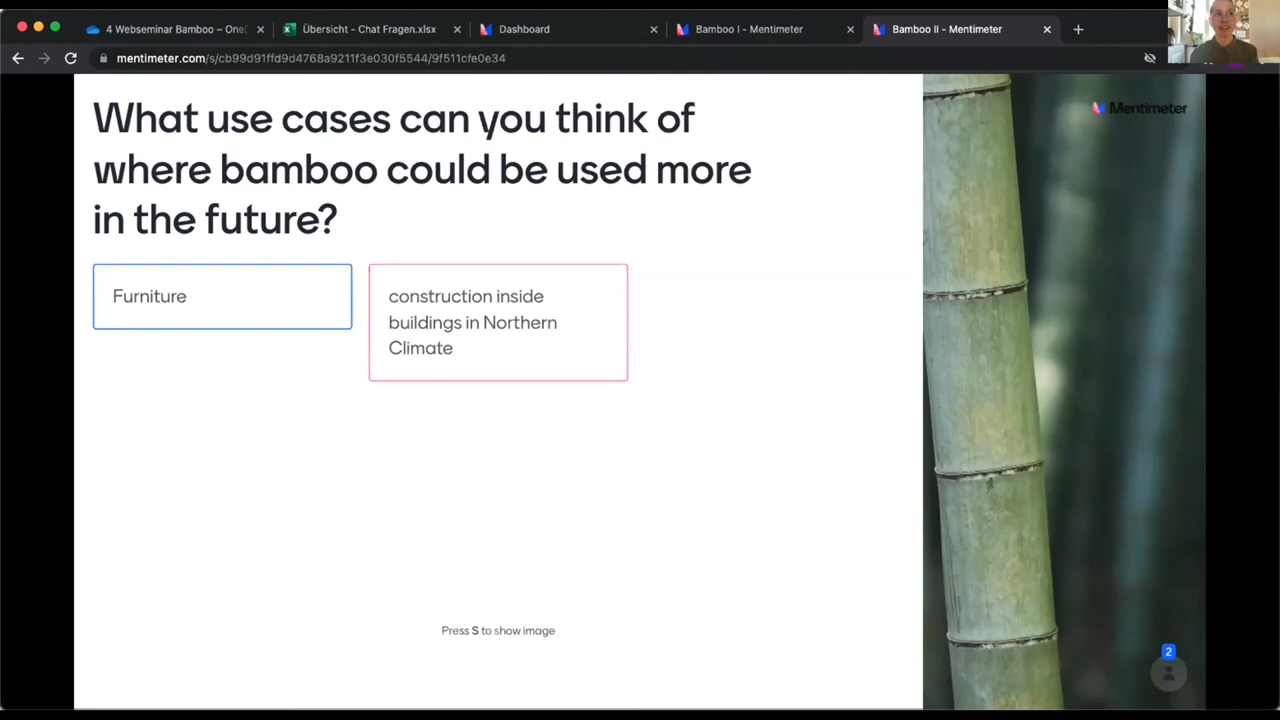 4 Webseminar Bamboo – One
Übersicht - Chat Fragen.xlsx
Dashboard
Bamboo I - Mentimeter
Bamboo II - Mentimeter
mentimeter.com/s/cb99d91ffd9d4768a9211f3e030f5544/9f511cfe0e34
Mentimeter
What use cases can you think of
where bamboo could be used more
in the future?
Furniture
construction inside
buildings in Northern
Climate
Press S to show image
2